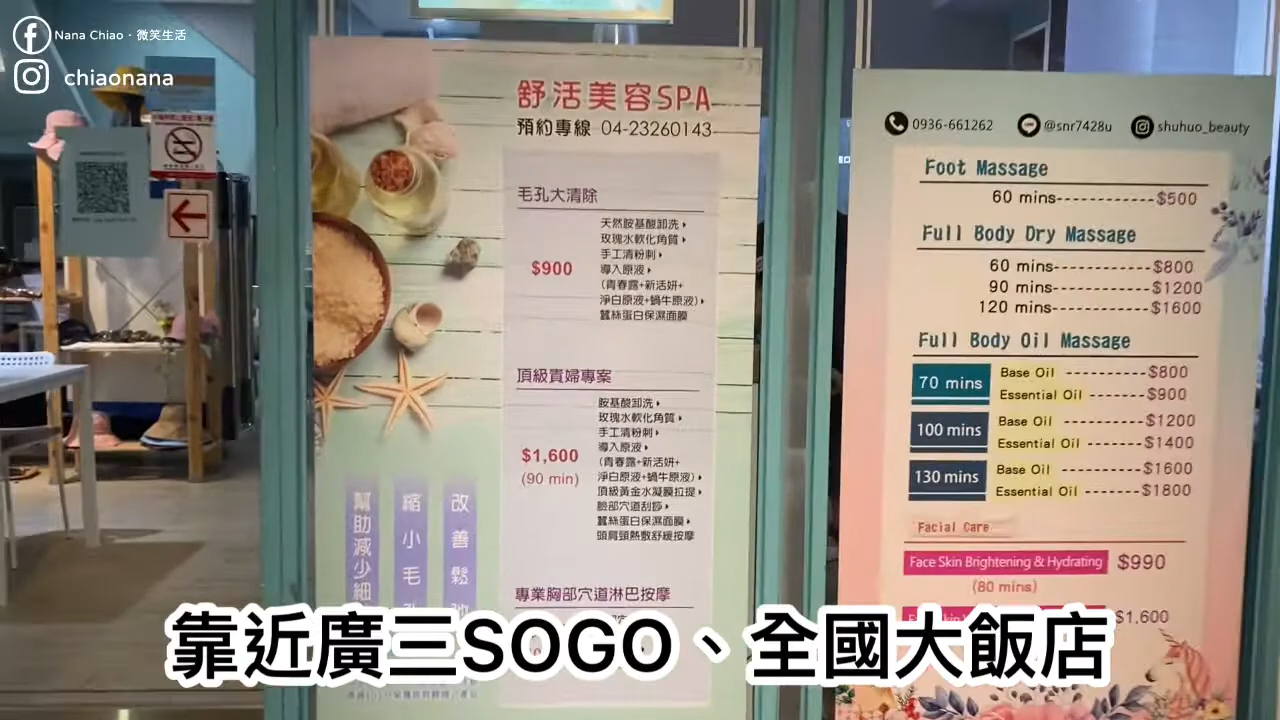 Nana Chiao・微笑生活
chiaonana
舒活美容SPA
預約專線 04-23260143
毛孔大清除
$900
天然胺基酸卸洗
玫瑰水軟化角質
手工清粉刺
導入原液
(青春露+新活妍+
淨白原液+蝸牛原液)
蠶絲蛋白保濕面膜
頂級貴婦專案
$1,600
(90 min)
胺基酸卸洗
玫瑰水軟化角質
手工清粉刺
導入原液
(青春露+新活妍+
淨白原液+蝸牛原液)
頂級黃金水凝膜拉提
臉部穴道刮莎
蠶絲蛋白保濕面膜
頭肩頸熱敷舒緩按摩
專業胸部穴道淋巴按摩
幫助減少細
縮小毛
改善鬆
0936-661262 @snr7428u shuhuo_beauty
Foot Massage
60 mins-----------$500
Full Body Dry Massage
60 mins-----------$800
90 mins-----------$1200
120 mins-----------$1600
Full Body Oil Massage
70 mins
Base Oil --------$800
Essential Oil ------$900
100 mins
Base Oil --------$1200
Essential Oil ------$1400
130 mins
Base Oil --------$1600
Essential Oil ------$1800
Facial Care
Face Skin Brightening & Hydrating $990
(80 mins)
$1,600
靠近廣三SOGO、全國大飯店